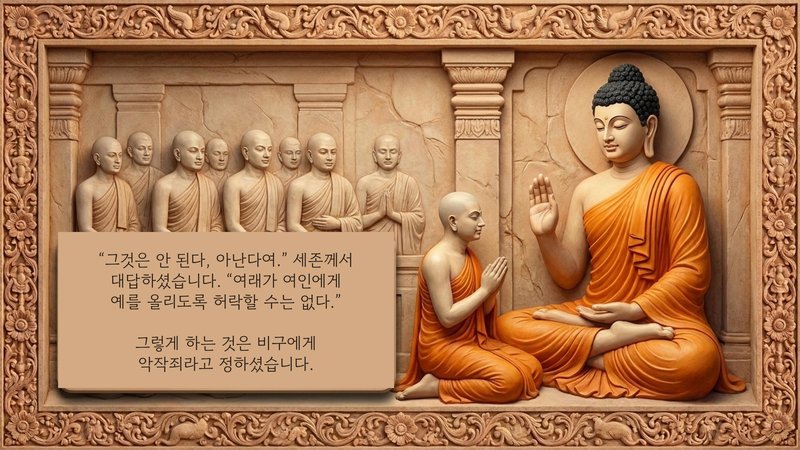 “그것은 안 된다, 아난다여.” 세존께서
대답하셨습니다. “여래가 여인에게
예를 올리도록 허락할 수는 없다.”
그렇게 하는 것은 비구에게
악작죄라고 정하셨습니다.